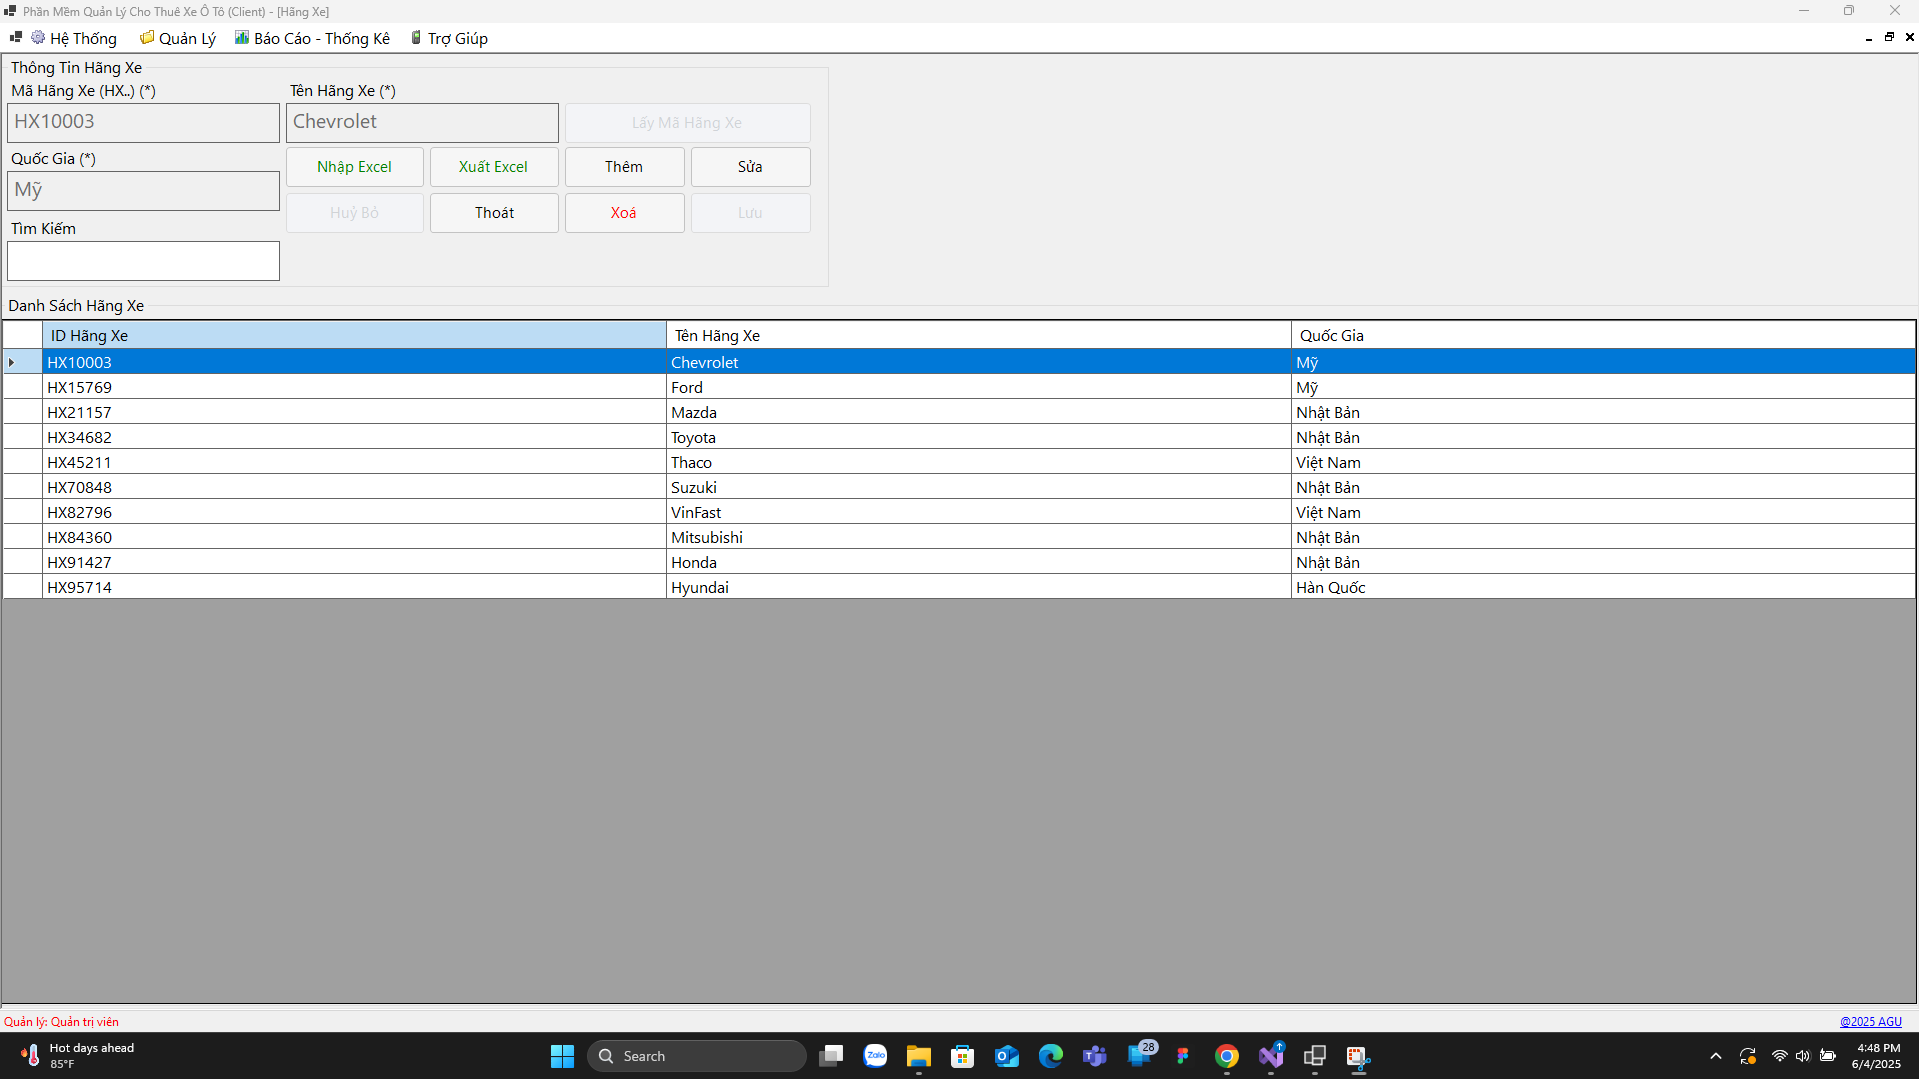 Phần Mềm Quản Lý Cho Thuê Xe Ô Tô (Client) - [Hãng Xe]
Hệ Thống Quản Lý Báo Cáo - Thống Kê Trợ Giúp
Thông Tin Hãng Xe
Mã Hãng Xe (HX..) (*) Tên Hãng Xe (*)
HX10003 Chevrolet Lấy Mã Hãng Xe
Quốc Gia (*) Nhập Excel Xuất Excel Thêm Sửa
Mỹ
Huỷ Bỏ Thoát Xoá Lưu
Tìm Kiếm
Danh Sách Hãng Xe
ID Hãng Xe Tên Hãng Xe Quốc Gia
HX10003 Chevrolet Mỹ
HX15769 Ford Mỹ
HX21157 Mazda Nhật Bản
HX34682 Toyota Nhật Bản
HX45211 Thaco Việt Nam
HX70848 Suzuki Nhật Bản
HX82796 VinFast Việt Nam
HX84360 Mitsubishi Nhật Bản
HX91427 Honda Nhật Bản
HX95714 Hyundai Hàn Quốc
Quản lý: Quản trị viên @2025 AGU
Hot days ahead
85°F
Search
Zalo
28
4:48 PM
6/4/2025